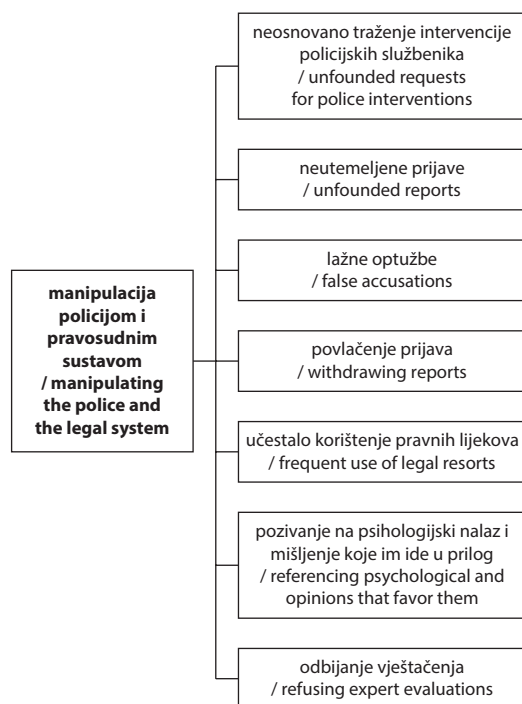 neosnovano traženje intervencije
policijskih službenika
/ unfounded requests
for police interventions
neutemeljene prijave
/ unfounded reports
lažne optužbe
/ false accusations
manipulacija
policijom i
pravosudnim
sustavom
/ manipulating
the police and
the legal system
povlačenje prijava
/ withdrawing reports
učestalo korištenje pravnih lijekova
/ frequent use of legal resorts
pozivanje na psihologijski nalaz i
mišljenje koje im ide u prilog
/ referencing psychological and
opinions that favor them
odbijanje vještačenja
/ refusing expert evaluations